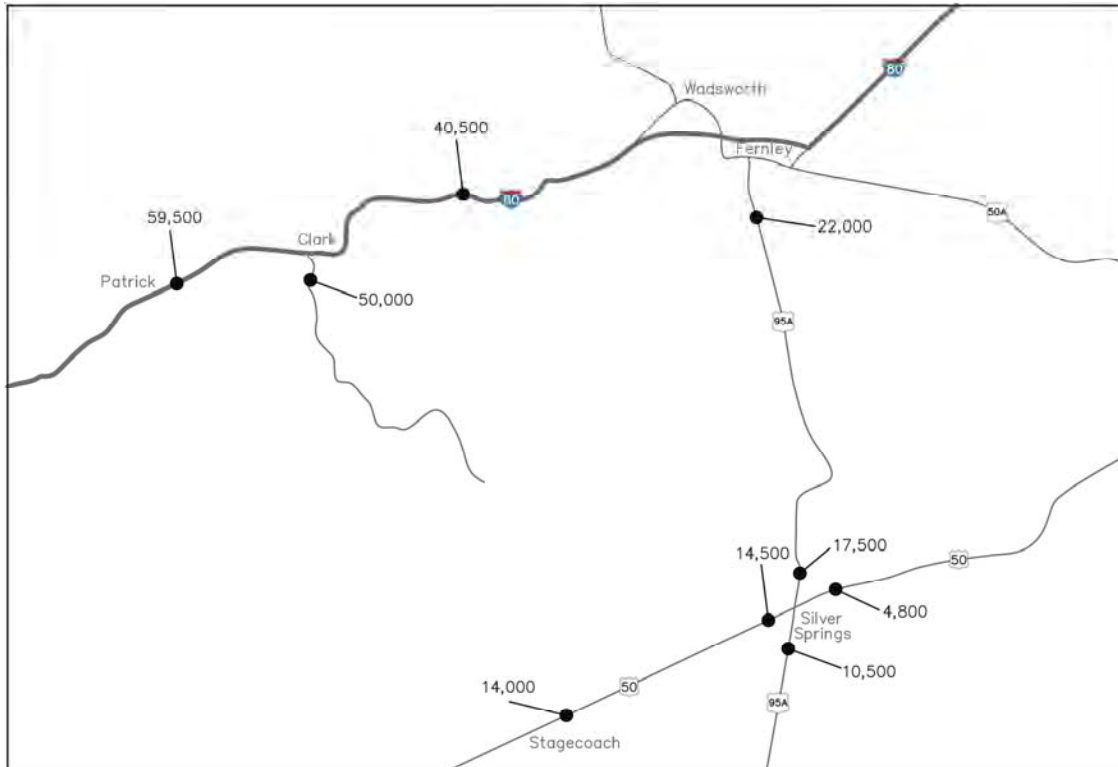 80
Wadsworth
40,500
Fernley
80
59,500
50A
22,000
Clark
Patrick
50,000
95A
14,500
17,500
50
4,800
Silver
Springs
10,500
14,000
50
95A
Stagecoach